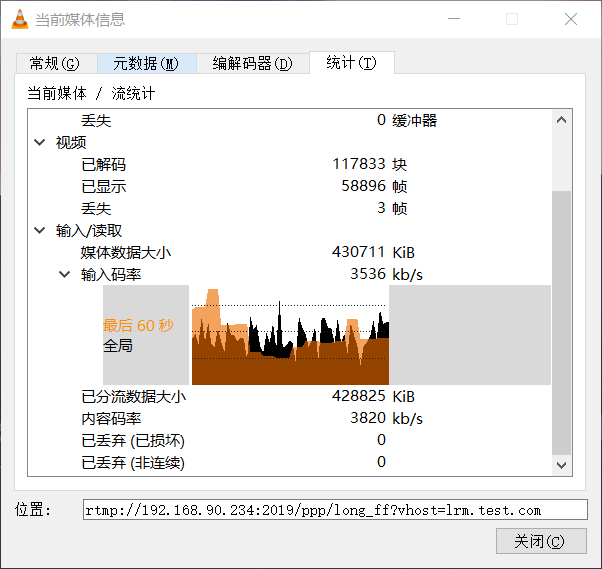 当前媒体信息
常规(G) 元数据(M) 编解码器(D) 统计(T)
当前媒体 / 流统计
丢失 0 缓冲器
视频
已解码 117833 块
已显示 58896 帧
丢失 3 帧
输入/读取
媒体数据大小 430711 KiB
输入码率 3536 kb/s
最后 60 秒
全局
已分流数据大小 428825 KiB
内容码率 3820 kb/s
已丢弃 (已损坏) 0
已丢弃 (非连续) 0
位置: rtmp://192.168.90.234:2019/ppp/long_ff?vhost=lrm.test.com
关闭(C)